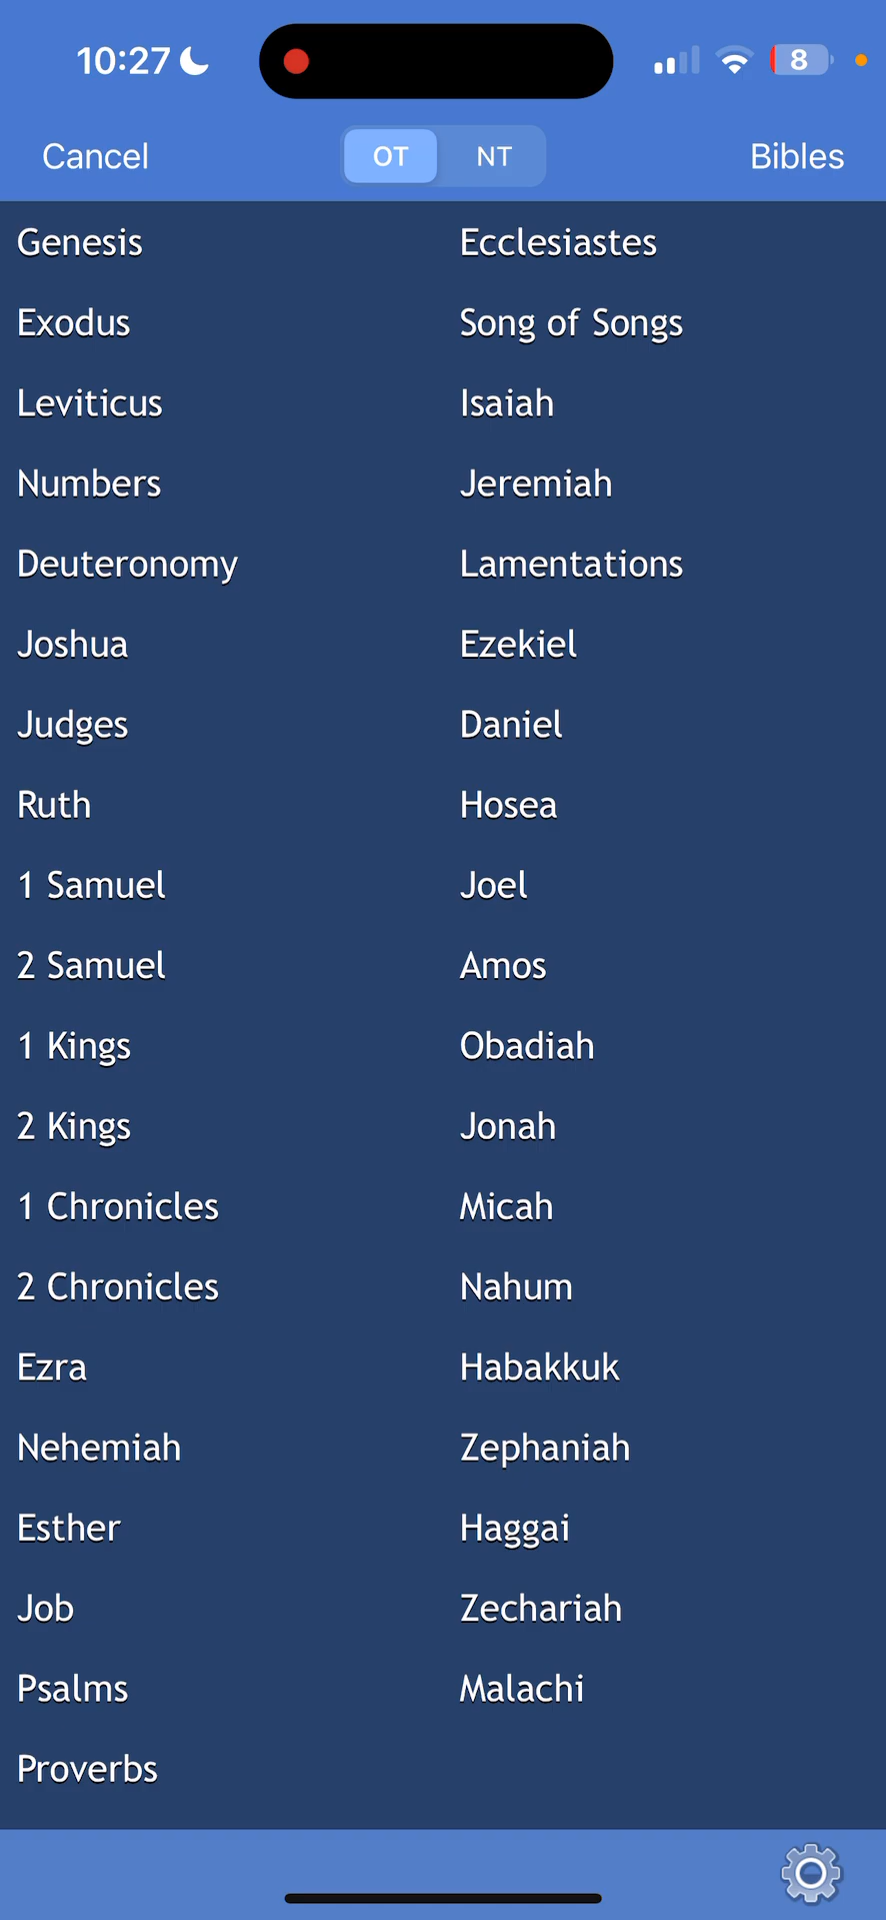 10:27
8
Cancel
OT
NT
Bibles
Genesis
Exodus
Leviticus
Numbers
Deuteronomy
Joshua
Judges
Ruth
1 Samuel
2 Samuel
1 Kings
2 Kings
1 Chronicles
2 Chronicles
Ezra
Nehemiah
Esther
Job
Psalms
Proverbs
Ecclesiastes
Song of Songs
Isaiah
Jeremiah
Lamentations
Ezekiel
Daniel
Hosea
Joel
Amos
Obadiah
Jonah
Micah
Nahum
Habakkuk
Zephaniah
Haggai
Zechariah
Malachi